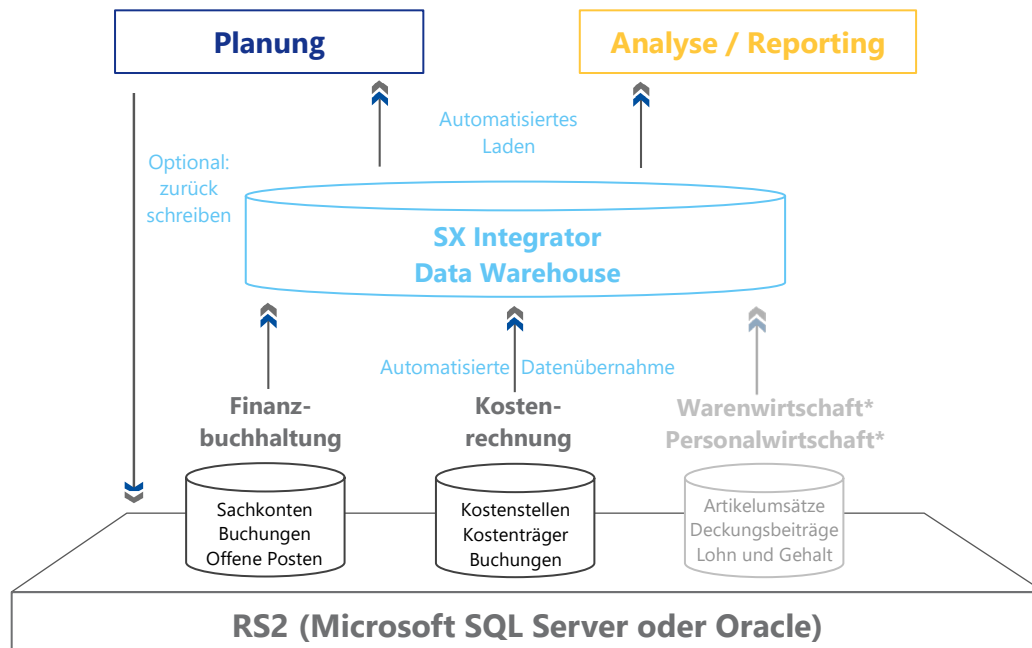 Planung
Analyse / Reporting
Automatisiertes
Laden
Optional:
zurück
schreiben
SX Integrator
Data Warehouse
Automatisierte Datenübernahme
Finanz-
buchhaltung
Kosten-
rechnung
Warenwirtschaft*
Personalwirtschaft*
Sachkonten
Buchungen
Offene Posten
Kostenstellen
Kostenträger
Buchungen
Artikelumsätze
Deckungsbeiträge
Lohn und Gehalt
RS2 (Microsoft SQL Server oder Oracle)